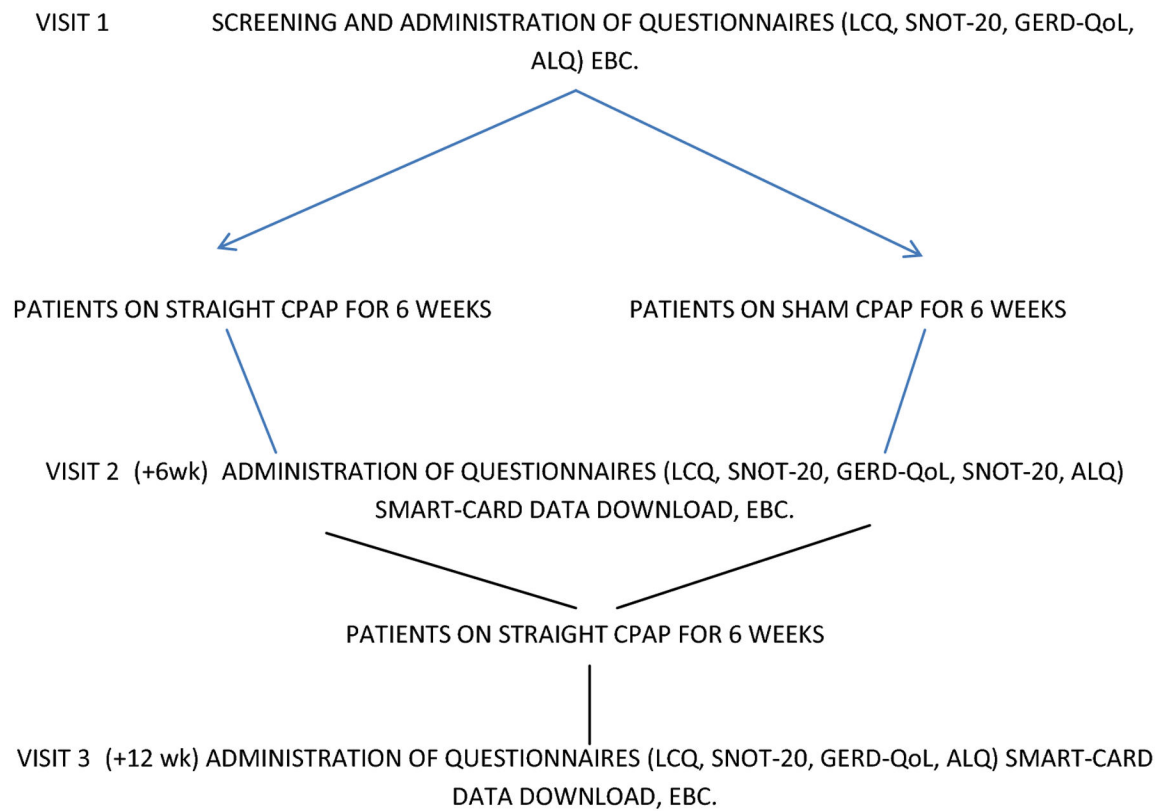 VISIT 1 SCREENING AND ADMINISTRATION OF QUESTIONNAIRES (LCQ, SNOT-20, GERD-QoL,
ALQ) EBC.
PATIENTS ON STRAIGHT CPAP FOR 6 WEEKS
PATIENTS ON SHAM CPAP FOR 6 WEEKS
VISIT 2 (+6wk) ADMINISTRATION OF QUESTIONNAIRES (LCQ, SNOT-20, GERD-QoL, SNOT-20, ALQ)
SMART-CARD DATA DOWNLOAD, EBC.
PATIENTS ON STRAIGHT CPAP FOR 6 WEEKS
VISIT 3 (+12 wk) ADMINISTRATION OF QUESTIONNAIRES (LCQ, SNOT-20, GERD-QoL, ALQ) SMART-CARD
DATA DOWNLOAD, EBC.